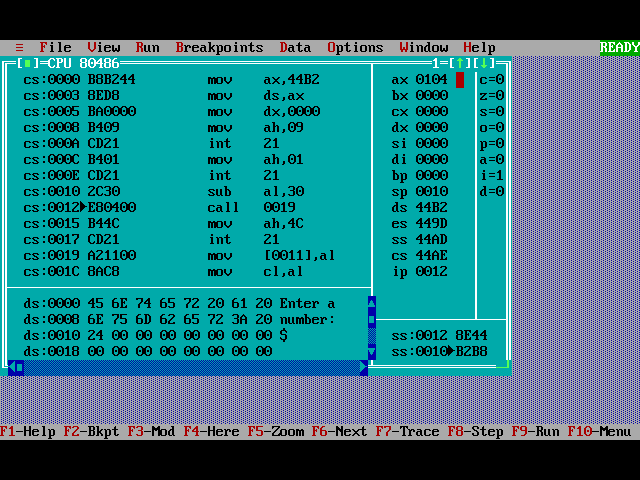 ≡ File View Run Breakpoints Data Options Window Help READY
[■]=CPU 80486 1=[↑][↓]
cs:0000 B8B244 mov ax,44B2 ax 0104 c=0
cs:0003 8ED8 mov ds,ax bx 0000 z=0
cs:0005 BA0000 mov dx,0000 cx 0000 s=0
cs:0008 B409 mov ah,09 dx 0000 o=0
cs:000A CD21 int 21 si 0000 p=0
cs:000C B401 mov ah,01 di 0000 a=0
cs:000E CD21 int 21 bp 0000 i=1
cs:0010 2C30 sub al,30 sp 0010 d=0
cs:0012►E80400 call 0019 ds 44B2
cs:0015 B44C mov ah,4C es 449D
cs:0017 CD21 int 21 ss 44AD
cs:0019 A21100 mov [0011],al cs 44AE
cs:001C 8AC8 mov cl,al ip 0012
ds:0000 45 6E 74 65 72 20 61 20 Enter a
ds:0008 6E 75 6D 62 65 72 3A 20 number:
ds:0010 24 00 00 00 00 00 00 00 $ ss:0012 8E44
ds:0018 00 00 00 00 00 00 00 00 ss:0010►B2B8
F1-Help F2-Bkpt F3-Mod F4-Here F5-Zoom F6-Next F7-Trace F8-Step F9-Run F10-Menu